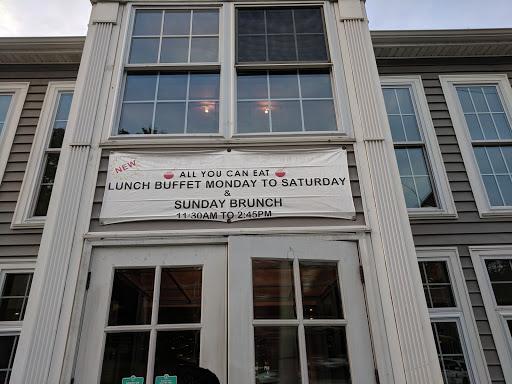 NEW
ALL YOU CAN EAT
LUNCH BUFFET MONDAY TO SATURDAY
&
SUNDAY BRUNCH
11:30AM TO 2:45PM